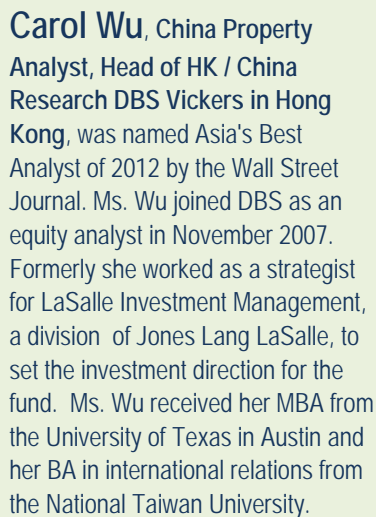 Carol Wu, China Property
Analyst, Head of HK / China
Research DBS Vickers in Hong
Kong, was named Asia's Best
Analyst of 2012 by the Wall Street
Journal. Ms. Wu joined DBS as an
equity analyst in November 2007.
Formerly she worked as a strategist
for LaSalle Investment Management,
a division  of Jones Lang LaSalle, to
set the investment direction for the
fund.  Ms. Wu received her MBA from
the University of Texas in Austin and
her BA in international relations from
the National Taiwan University.